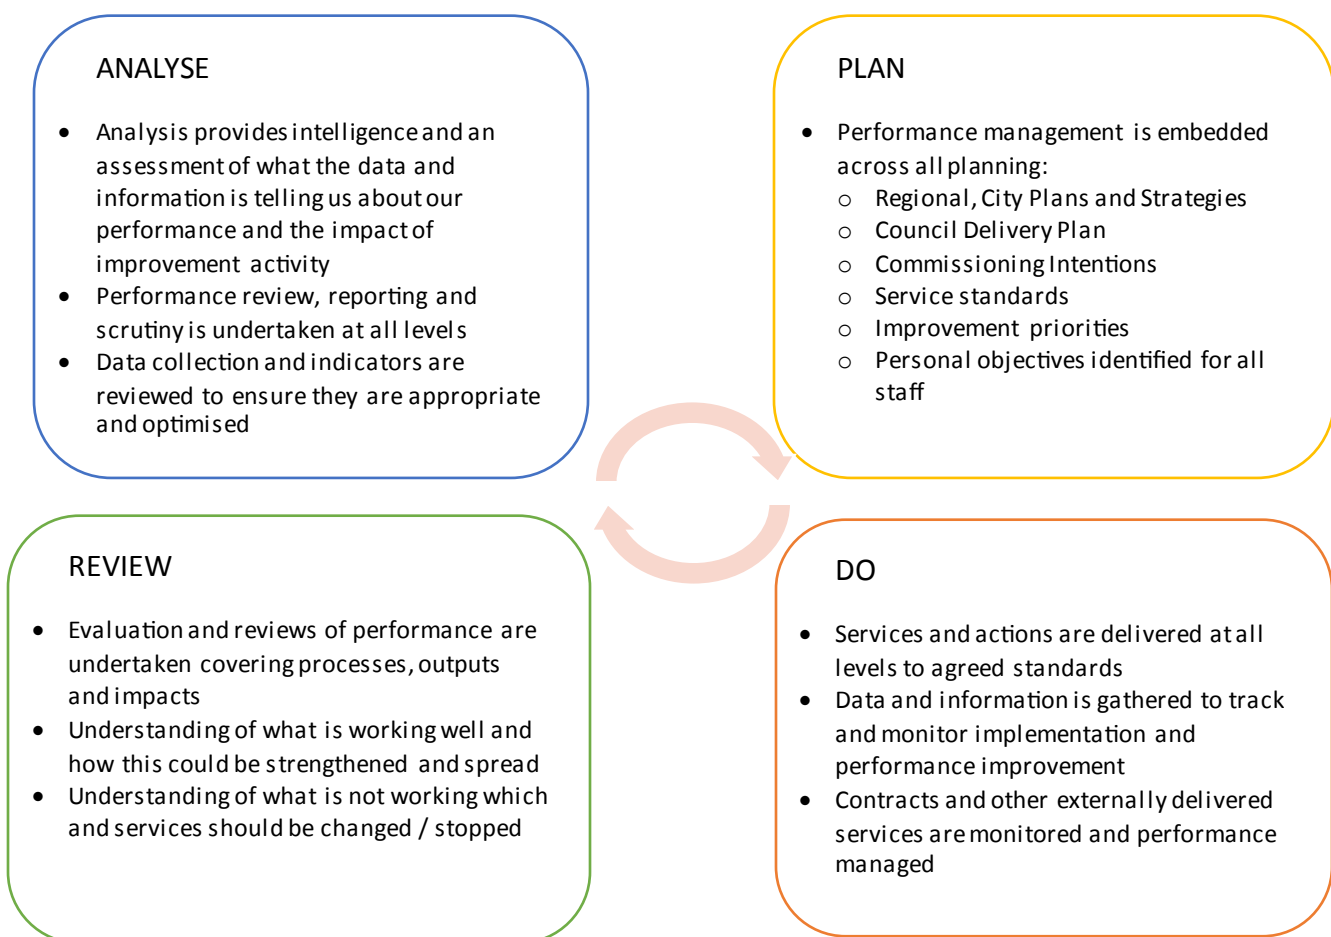 ANALYSE
• Analysis provides intelligence and an
assessment of what the data and
information is telling us about our
performance and the impact of
improvement activity
• Performance review, reporting and
scrutiny is undertaken at all levels
• Data collection and indicators are
reviewed to ensure they are appropriate
and optimised
PLAN
• Performance management is embedded
across all planning:
o Regional, City Plans and Strategies
o Council Delivery Plan
o Commissioning Intentions
o Service standards
o Improvement priorities
o Personal objectives identified for all
staff
REVIEW
• Evaluation and reviews of performance are
undertaken covering processes, outputs
and impacts
• Understanding of what is working well and
how this could be strengthened and spread
• Understanding of what is not working which
and services should be changed / stopped
DO
• Services and actions are delivered at all
levels to agreed standards
• Data and information is gathered to track
and monitor implementation and
performance improvement
• Contracts and other externally delivered
services are monitored and performance
managed